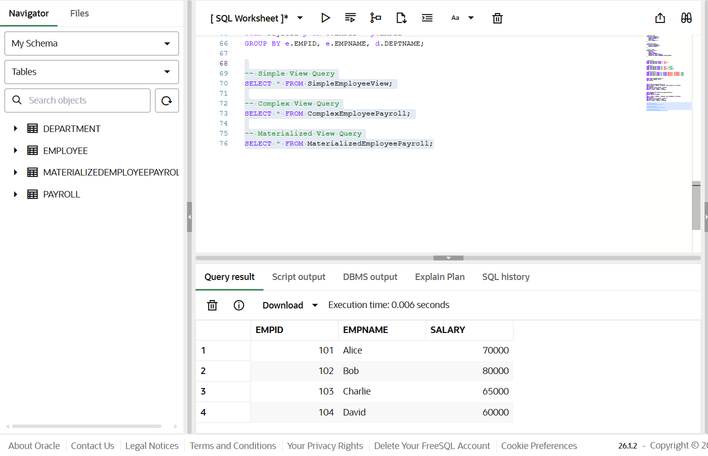 Navigator Files
My Schema
Tables
Search objects
DEPARTMENT
EMPLOYEE
MATERIALIZEDEMPLOYEEPAYROL
PAYROLL
[ SQL Worksheet ]* Aa
66 GROUP BY e.EMPID, e.EMPNAME, d.DEPTNAME;
67
68
69 -- Simple View Query
70 SELECT * FROM SimpleEmployeeView;
71
72 -- Complex View Query
73 SELECT * FROM ComplexEmployeePayroll;
74
75 -- Materialized View Query
76 SELECT * FROM MaterializedEmployeePayroll;
Query result Script output DBMS output Explain Plan SQL history
Download Execution time: 0.006 seconds
EMPID EMPNAME SALARY
1 101 Alice 70000
2 102 Bob 80000
3 103 Charlie 65000
4 104 David 60000
About Oracle Contact Us Legal Notices Terms and Conditions Your Privacy Rights Delete Your FreeSQL Account Cookie Preferences 26.1.2 - Copyright ©